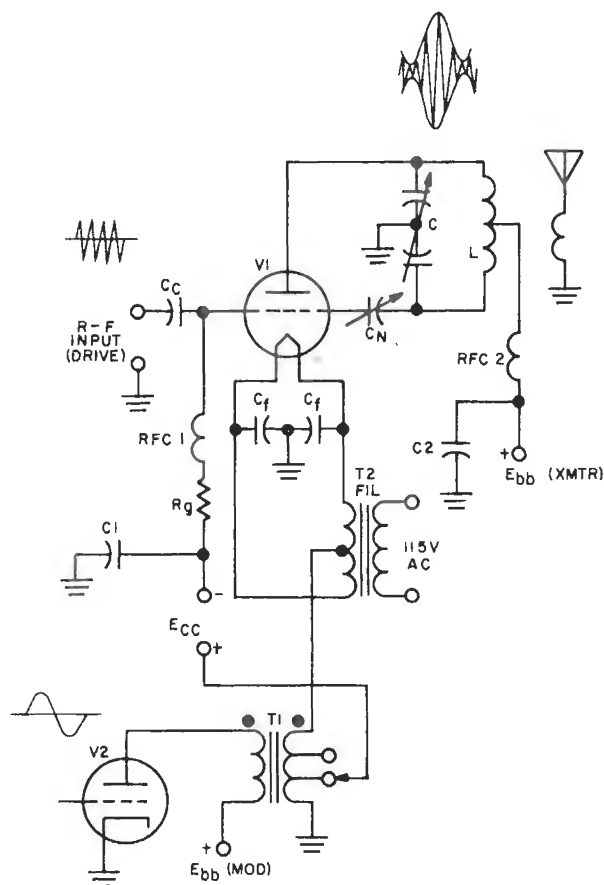 C
L
V1
CC
R-F
INPUT
(DRIVE)
CN
RFC 2
RFC 1
Cf
Cf
C2
+
Ebb (XMTR)
T2
FIL
Rg
C1
115V
AC
-
ECC
+
T1
V2
+
Ebb (MOD)